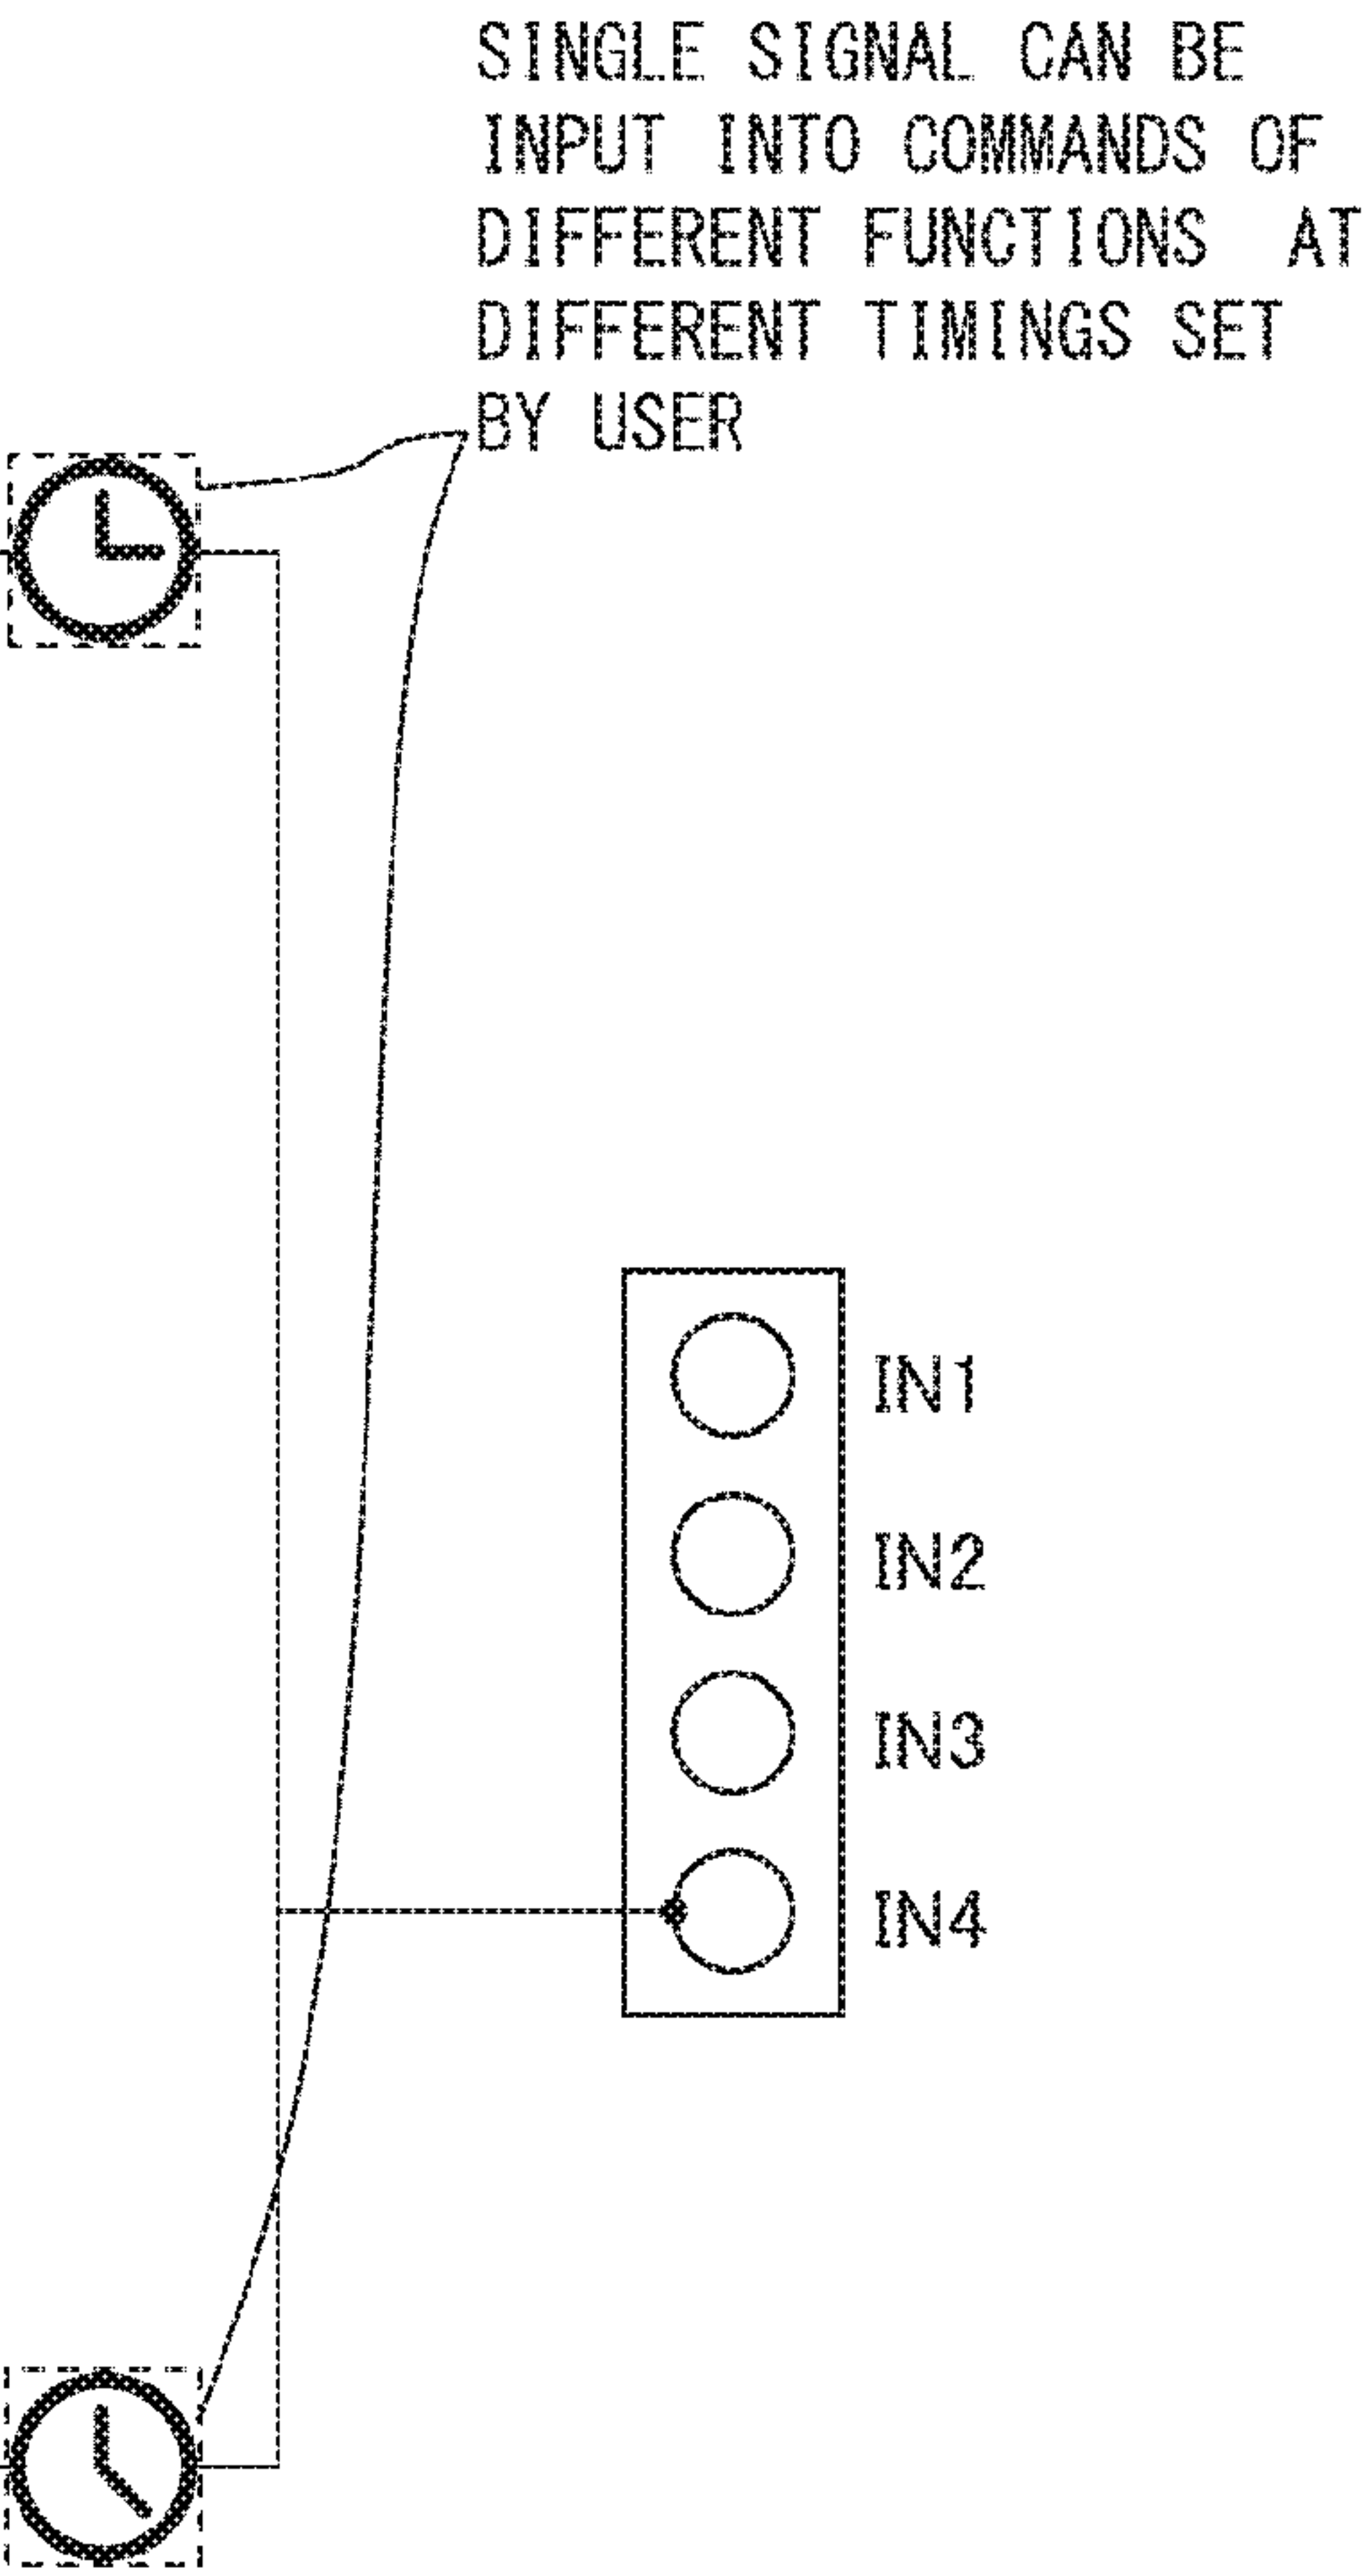 SINGLE SIGNAL CAN BE
INPUT INTO COMMANDS OF
DIFFERENT FUNCTIONS AT
DIFFERENT TIMINGS SET
BY USER
IN1
IN2
IN3
IN4